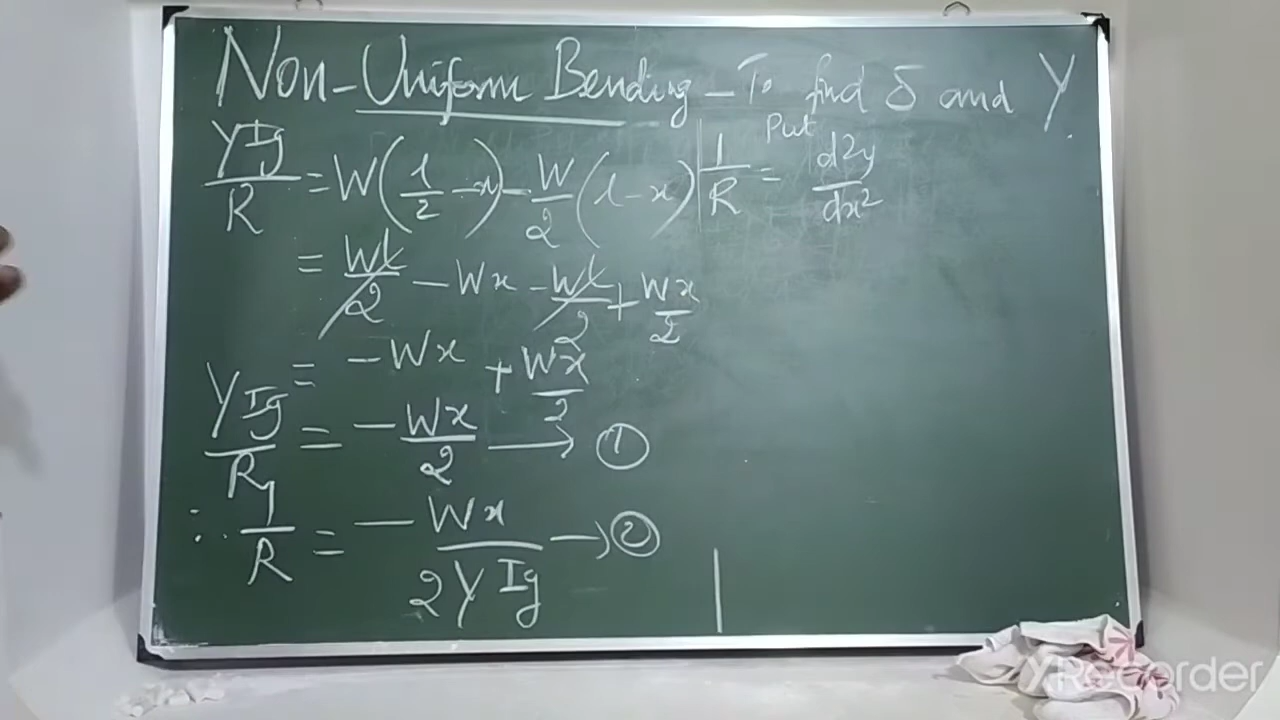 Non-Uniform Bending - To find δ and Y.
YIg/R = W(l/2 - x) - W/2(l - x)
= Wl/2 - Wx - Wl/2 + Wx/2
= -Wx + Wx/2
YIg/R = -Wx/2 → ①
∴ 1/R = -Wx/2YIg → ②
Put
1/R = d2y/dx2
XRecorder